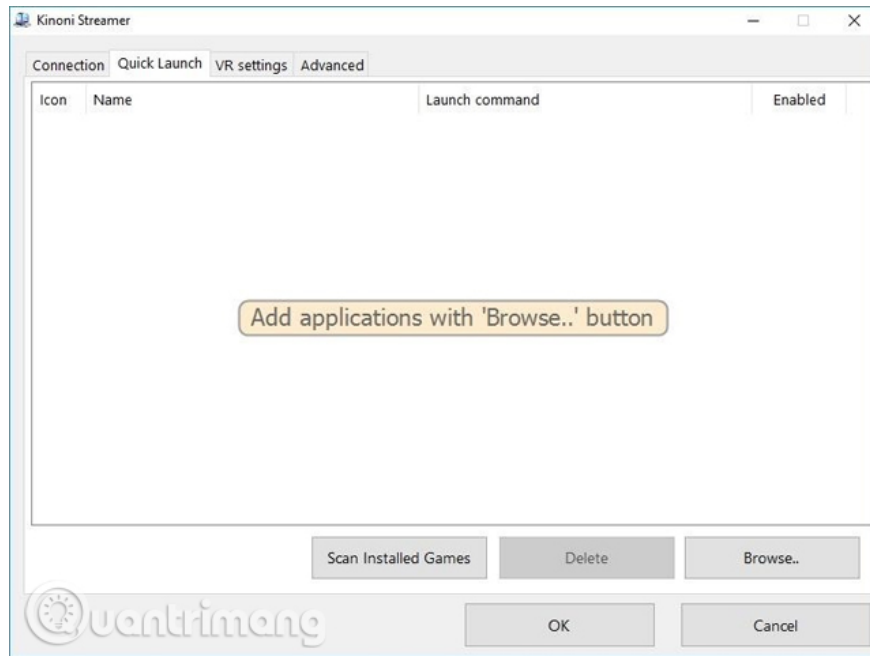 Kinoni Streamer
Connection Quick Launch VR settings Advanced
Icon Name Launch command Enabled
Add applications with 'Browse..' button
Scan Installed Games Delete Browse..
Quantrimang
OK Cancel